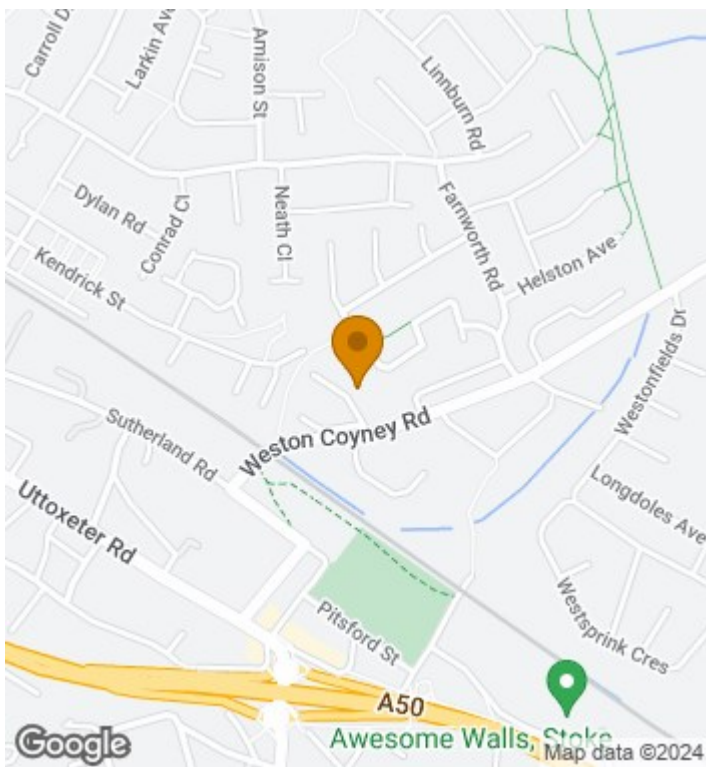 Carroll D
Larkin Ave
Amison St
Linnburn Rd
Dylan Rd
Conrad Cl
Neath Cl
Farnworth Rd
Helston Ave
Kendrick St
Westonfields Dr
Sutherland Rd
Weston Coyney Rd
Uttoxeter Rd
Longdoles Ave
Pitsford St
Westsprink Cres
A50
Awesome Walls, Stoke
Google
Map data ©2024